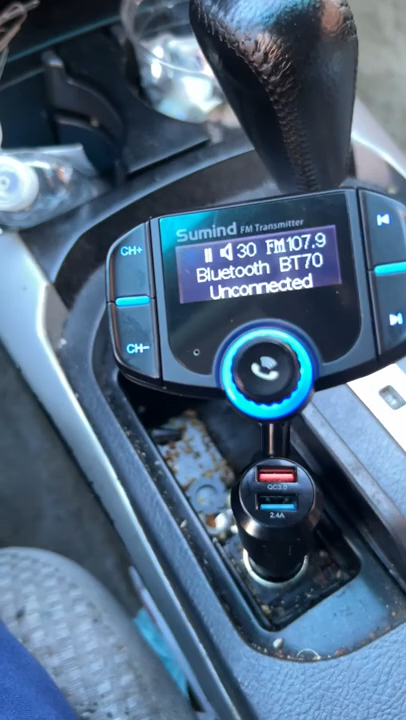 Sumind FM Transmitter
30 FM107.9
Bluetooth BT70
Unconnected
CH+
CH-
QC3.0
2.4A